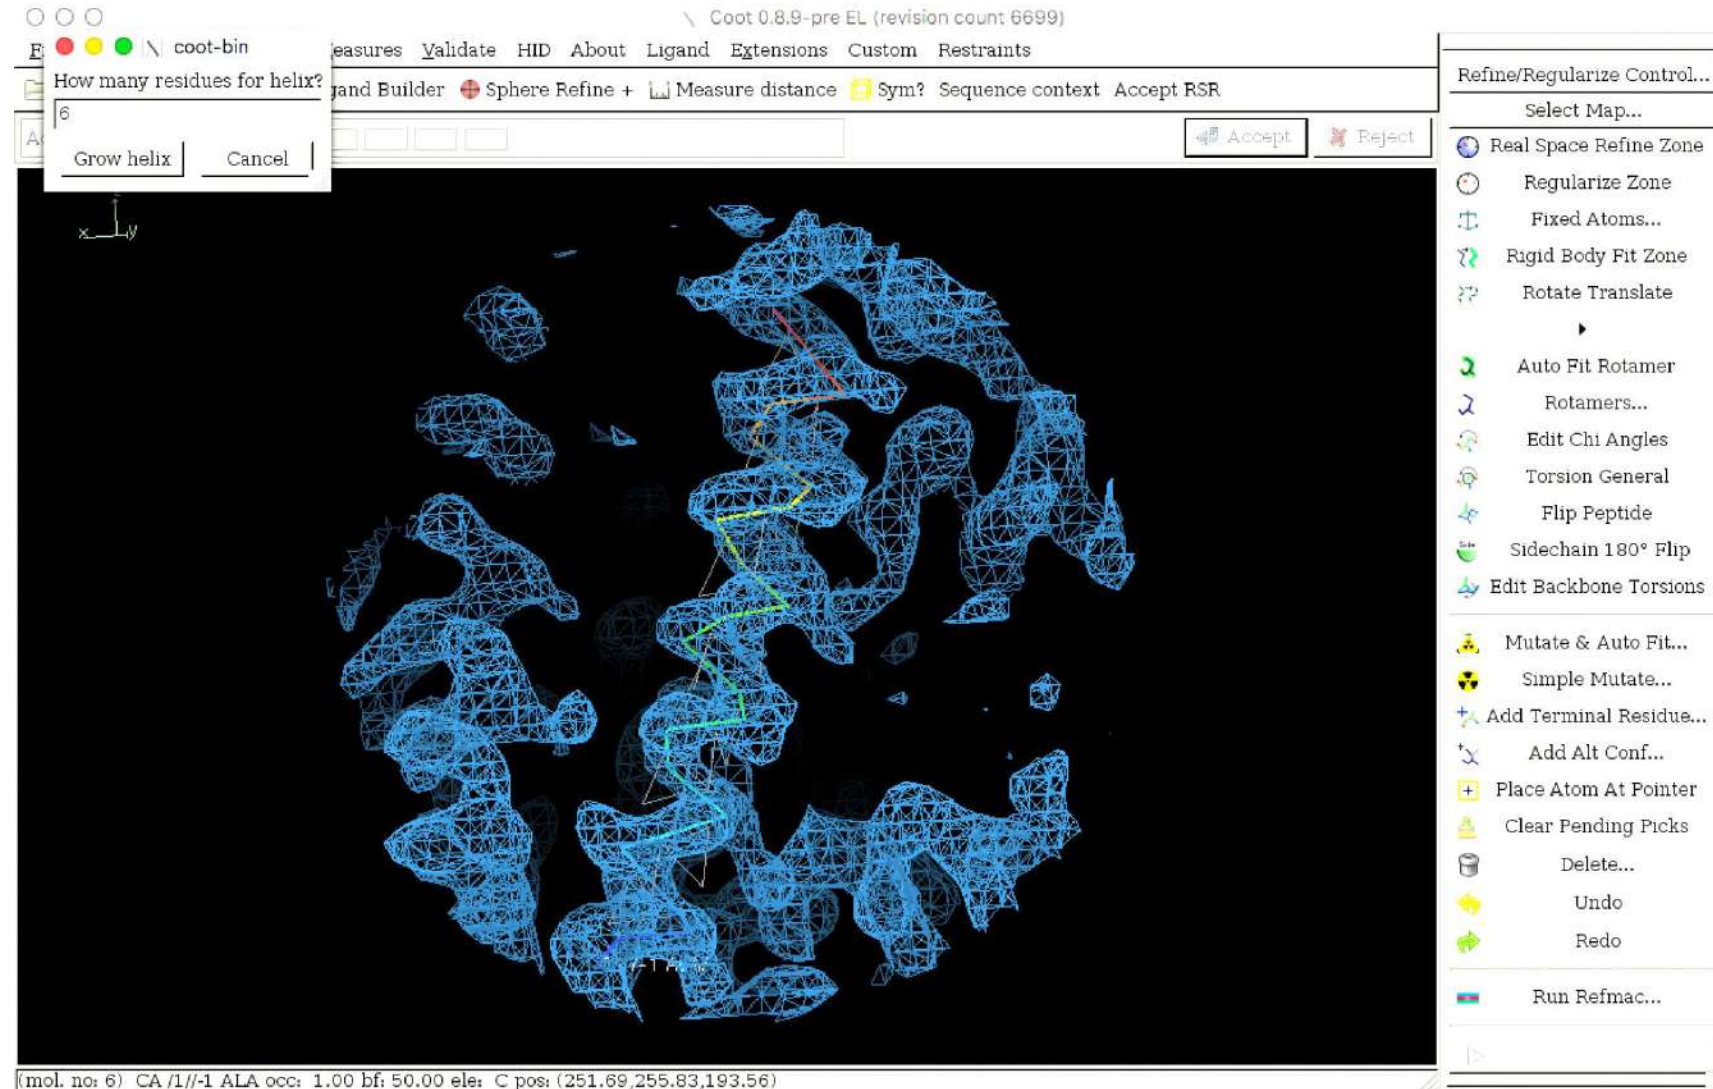 Coot 0.8.9-pre EL (revision count 6699)
coot-bin
easures Validate HID About Ligand Extensions Custom Restraints
How many residues for helix?
6
Grow helix Cancel
gand Builder Sphere Refine + Measure distance Sym? Sequence context Accept RSR
Accept Reject
x y
Refine/Regularize Control...
Select Map...
Real Space Refine Zone
Regularize Zone
Fixed Atoms...
Rigid Body Fit Zone
Rotate Translate
Auto Fit Rotamer
Rotamers...
Edit Chi Angles
Torsion General
Flip Peptide
Side
Sidechain 180° Flip
Edit Backbone Torsions
Mutate & Auto Fit...
Simple Mutate...
Add Terminal Residue...
Add Alt Conf...
Place Atom At Pointer
Clear Pending Picks
Delete...
Undo
Redo
Run Refmac...
(mol. no: 6) CA /1//-1 ALA occ: 1.00 bf: 50.00 ele: C pos: (251.69,255.83,193.56)